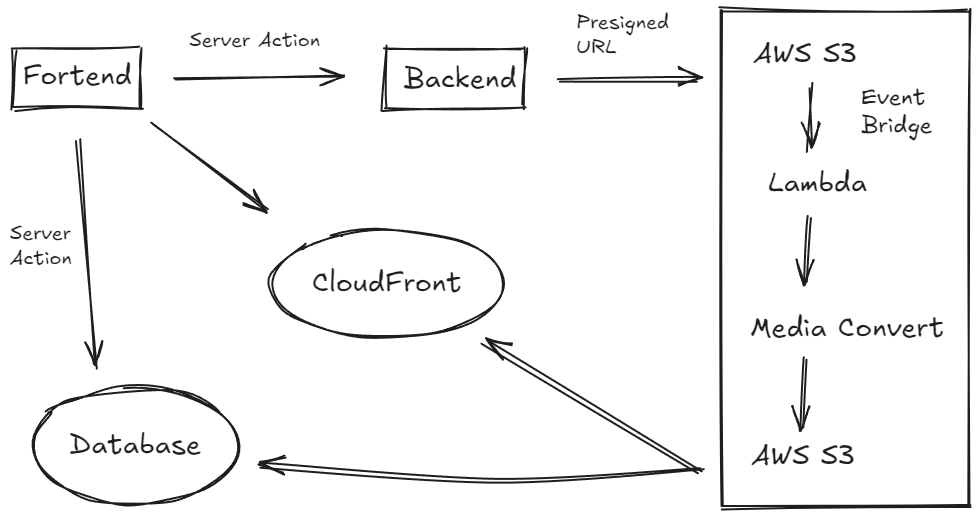 Fortend
Server Action
Backend
Presigned
URL
AWS S3
Event
Bridge
Lambda
Media Convert
AWS S3
Server
Action
CloudFront
Database